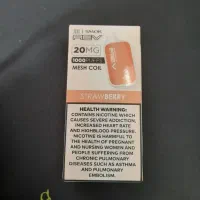 20MG
1000 PUFFS
MESH COIL
STRAWBERRY
HEALTH WARNING:
CONTAINS NICOTINE WHICH
CAUSES SEVERE ADDICTION,
INCREASED HEART RATE
AND HIGHBLOOD PRESSURE.
NICOTINE IS HARMFUL TO
THE HEALTH OF PREGNANT
AND NURSING WOMEN AND
PEOPLE SUFFERING FROM
CHRONIC PULMONARY
DISEASES SUCH AS ASTHMA
AND PULMONARY
EMBOLISM.